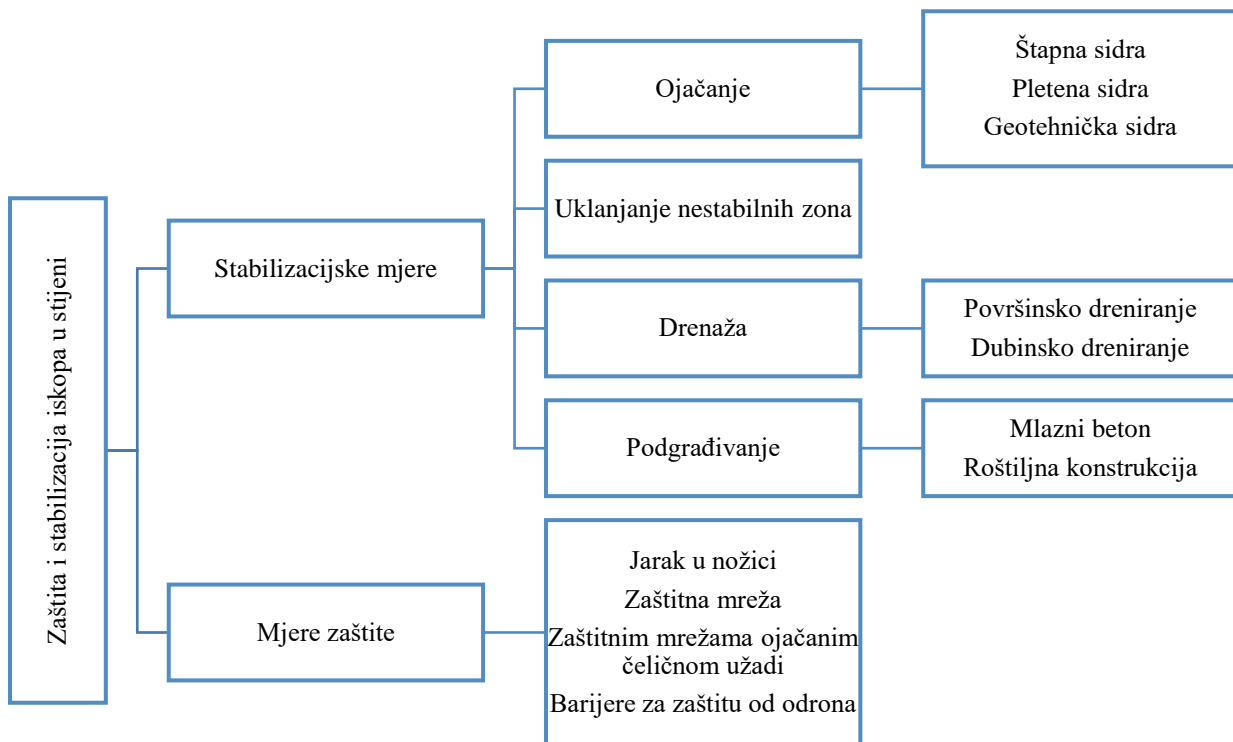 Zaštita i stabilizacija iskopa u stijeni
Stabilizacijske mjere
Ojačanje
Štapna sidra
Pletena sidra
Geotehnička sidra
Uklanjanje nestabilnih zona
Drenaža
Površinsko dreniranje
Dubinsko dreniranje
Podgrađivanje
Mlazni beton
Roštiljna konstrukcija
Mjere zaštite
Jarak u nožici
Zaštitna mreža
Zaštitnim mrežama ojačanim
čeličnom užadi
Barijere za zaštitu od odrona